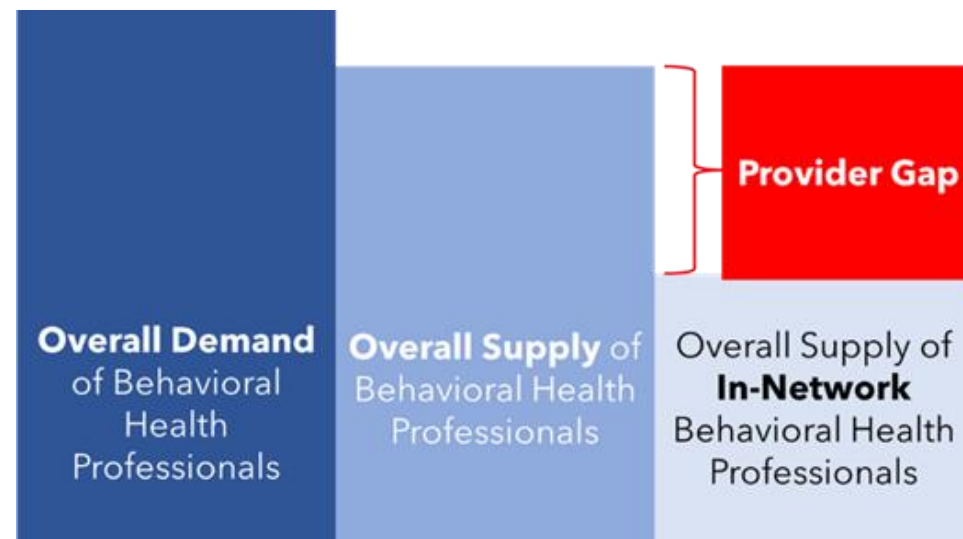 Overall Demand
of Behavioral
Health
Professionals
Overall Supply of
Behavioral Health
Professionals
Provider Gap
Overall Supply of
In-Network
Behavioral Health
Professionals